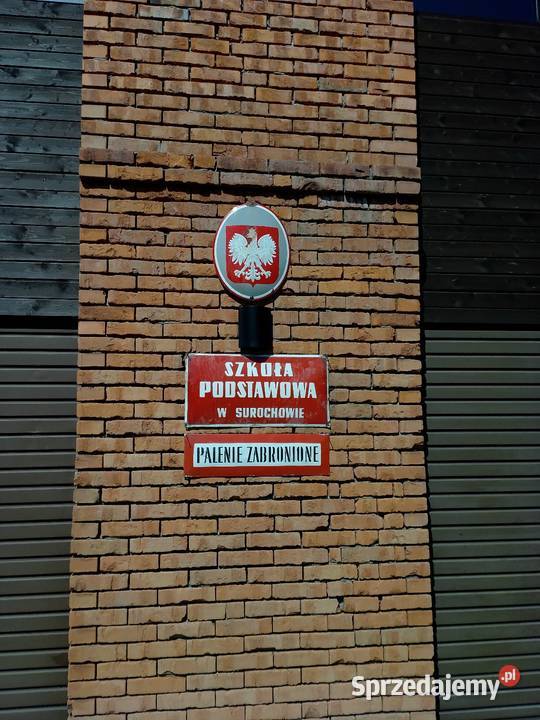 SZKOŁA
PODSTAWOWA
W SUROCHOWIE
PALENIE ZABRONIONE
Sprzedajemy.pl